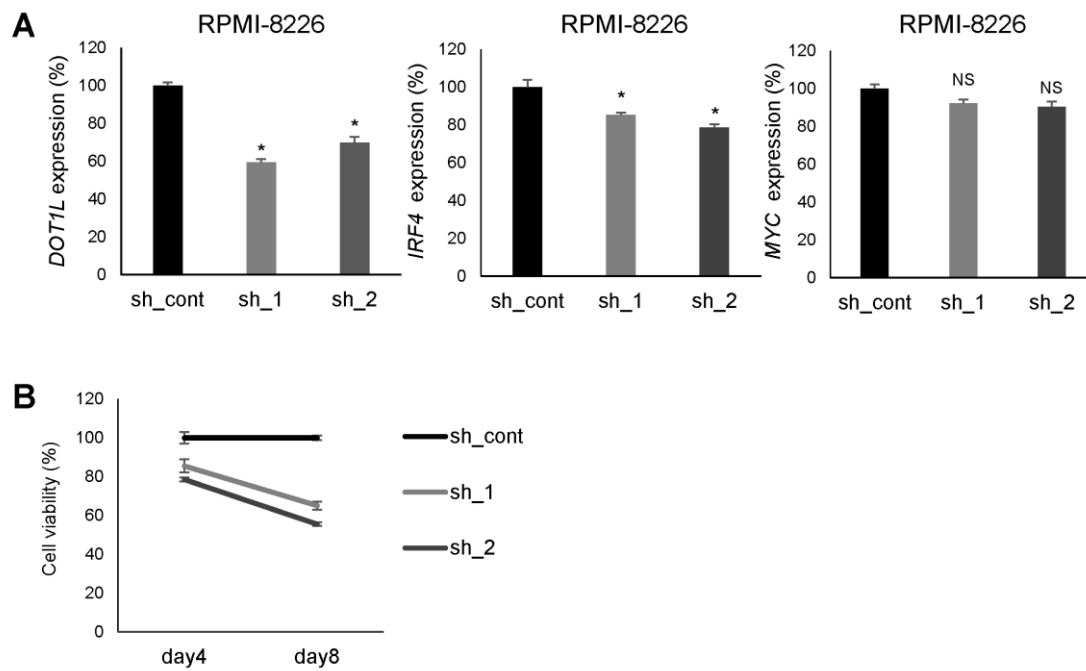 A
RPMI-8226
DOT1L expression (%)
120
100
80
60
40
20
0
*
*
sh_cont
sh_1
sh_2
RPMI-8226
IRF4 expression (%)
120
100
80
60
40
20
0
*
*
sh_cont
sh_1
sh_2
RPMI-8226
MYC expression (%)
120
100
80
60
40
20
0
NS
NS
sh_cont
sh_1
sh_2
B
Cell viability (%)
120
100
80
60
40
20
0
day4
day8
sh_cont
sh_1
sh_2